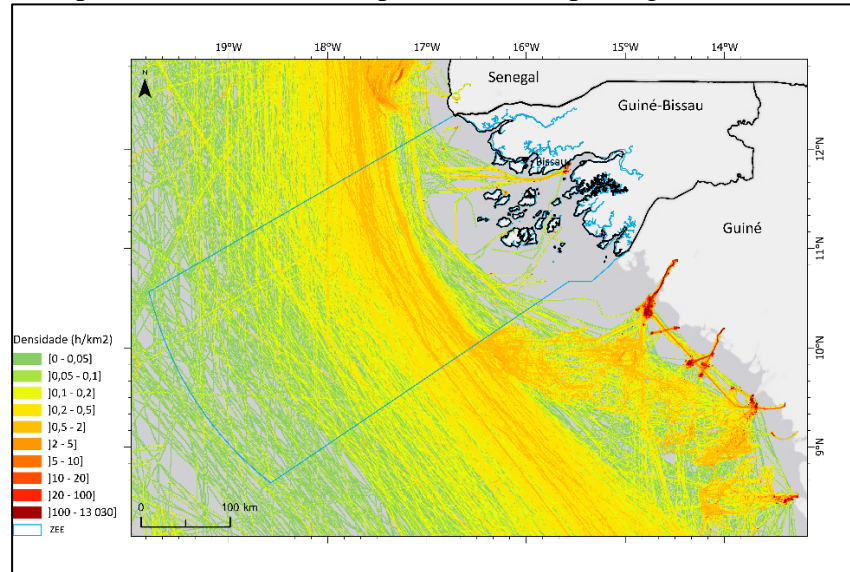 19°W 18°W 17°W 16°W 15°W 14°W
N
Senegal
Guiné-Bissau
12°N
Bissau
Guiné
11°N
10°N
9°N
Densidade (h/km2)
[0 - 0,05]
]0,05 - 0,1]
]0,1 - 0,2]
]0,2 - 0,5]
]0,5 - 2]
]2 - 5]
]5 - 10]
]10 - 20]
]20 - 100]
]100 - 13 030]
ZEE
0 100 km